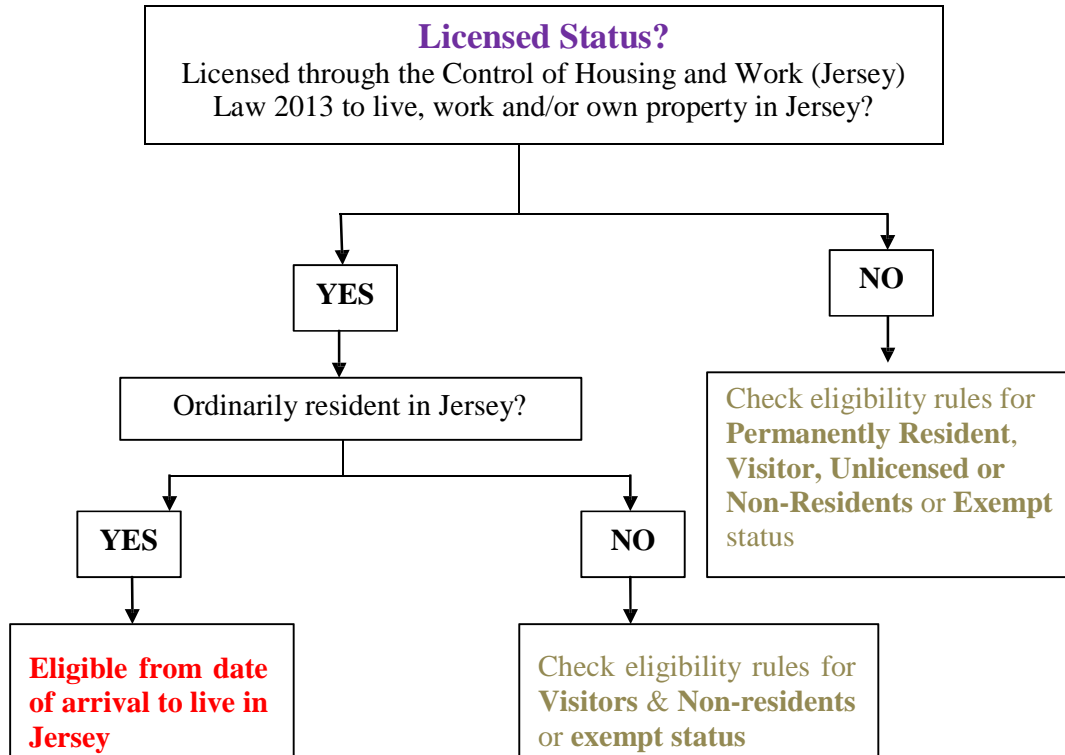 Licensed Status?
Licensed through the Control of Housing and Work (Jersey)
Law 2013 to live, work and/or own property in Jersey?
YES
NO
Ordinarily resident in Jersey?
Check eligibility rules for
Permanently Resident,
Visitor, Unlicensed or
Non-Residents or Exempt
status
YES
NO
Eligible from date
of arrival to live in
Jersey
Check eligibility rules for
Visitors & Non-residents
or exempt status